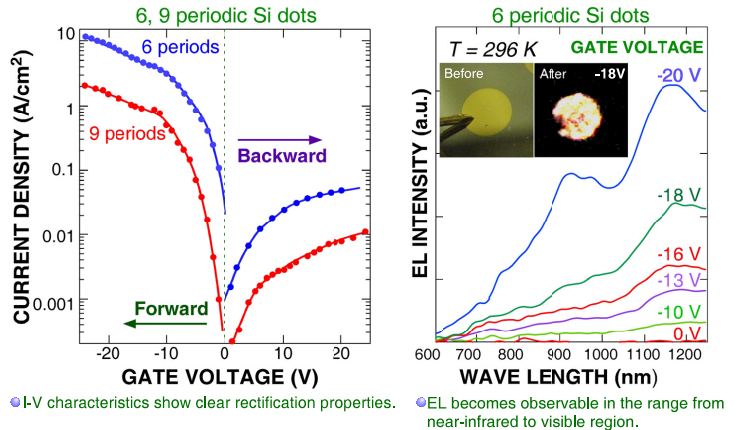 6, 9 periodic Si dots
10
1
0.1
0.01
0.001
CURRENT DENSITY (A/cm²)
6 periods
9 periods
Backward
Forward
-20
-10
0
10
20
GATE VOLTAGE (V)
I-V characteristics show clear rectification properties.
6 pericdic Si dots
T = 296 K
GATE VOLTAGE
Before
After
-18V
-20 V
-18 V
-16 V
-13 V
-10 V
0 V
EL INTENSITY (a.u.)
600
700
800
900
1000
1100
1200
WAVE LENGTH (nm)
EL becomes observable in the range from
near-infrared to visible region.